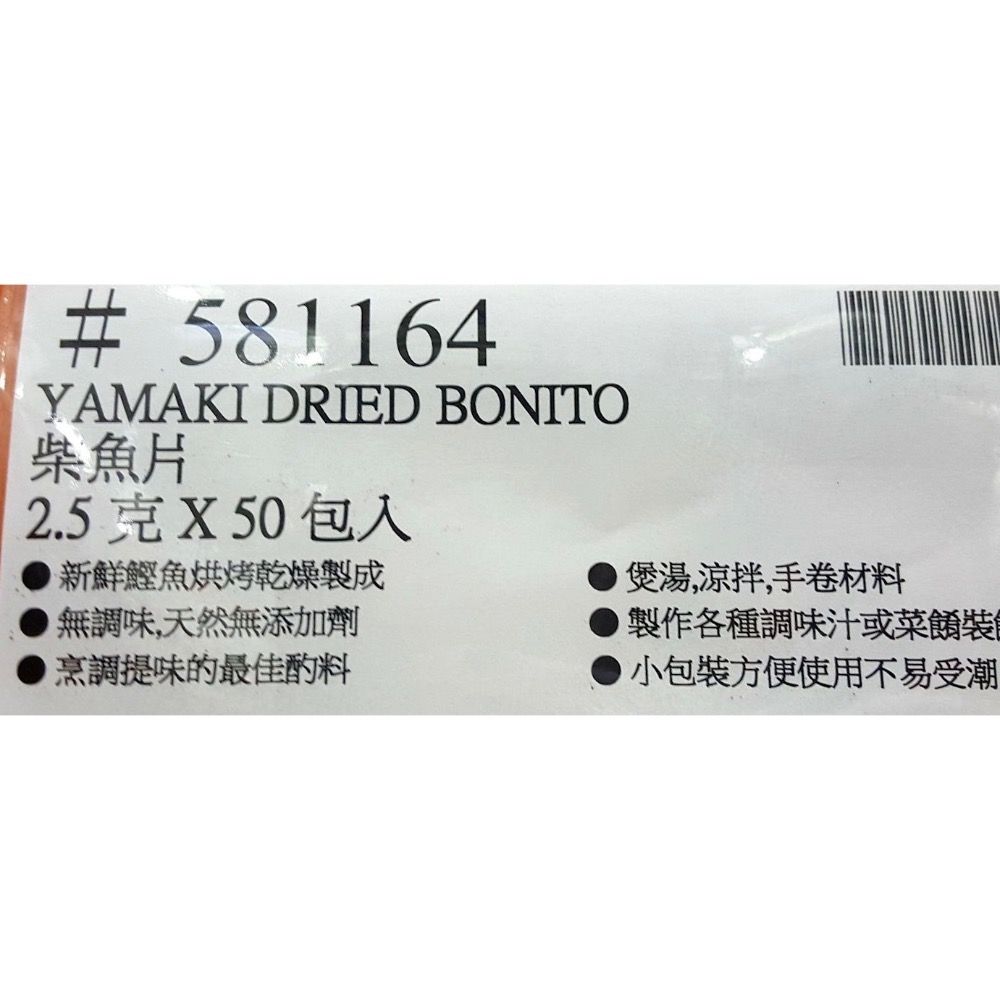 # 581164
YAMAKI DRIED BONITO
柴魚片
2.5 克 X 50 包入
●新鮮鰹魚烘烤乾燥製成
●無調味,天然無添加劑
●烹調提味的最佳酌料
●煲湯,涼拌,手卷材料
●製作各種調味汁或菜餚裝
●小包裝方便使用不易受潮